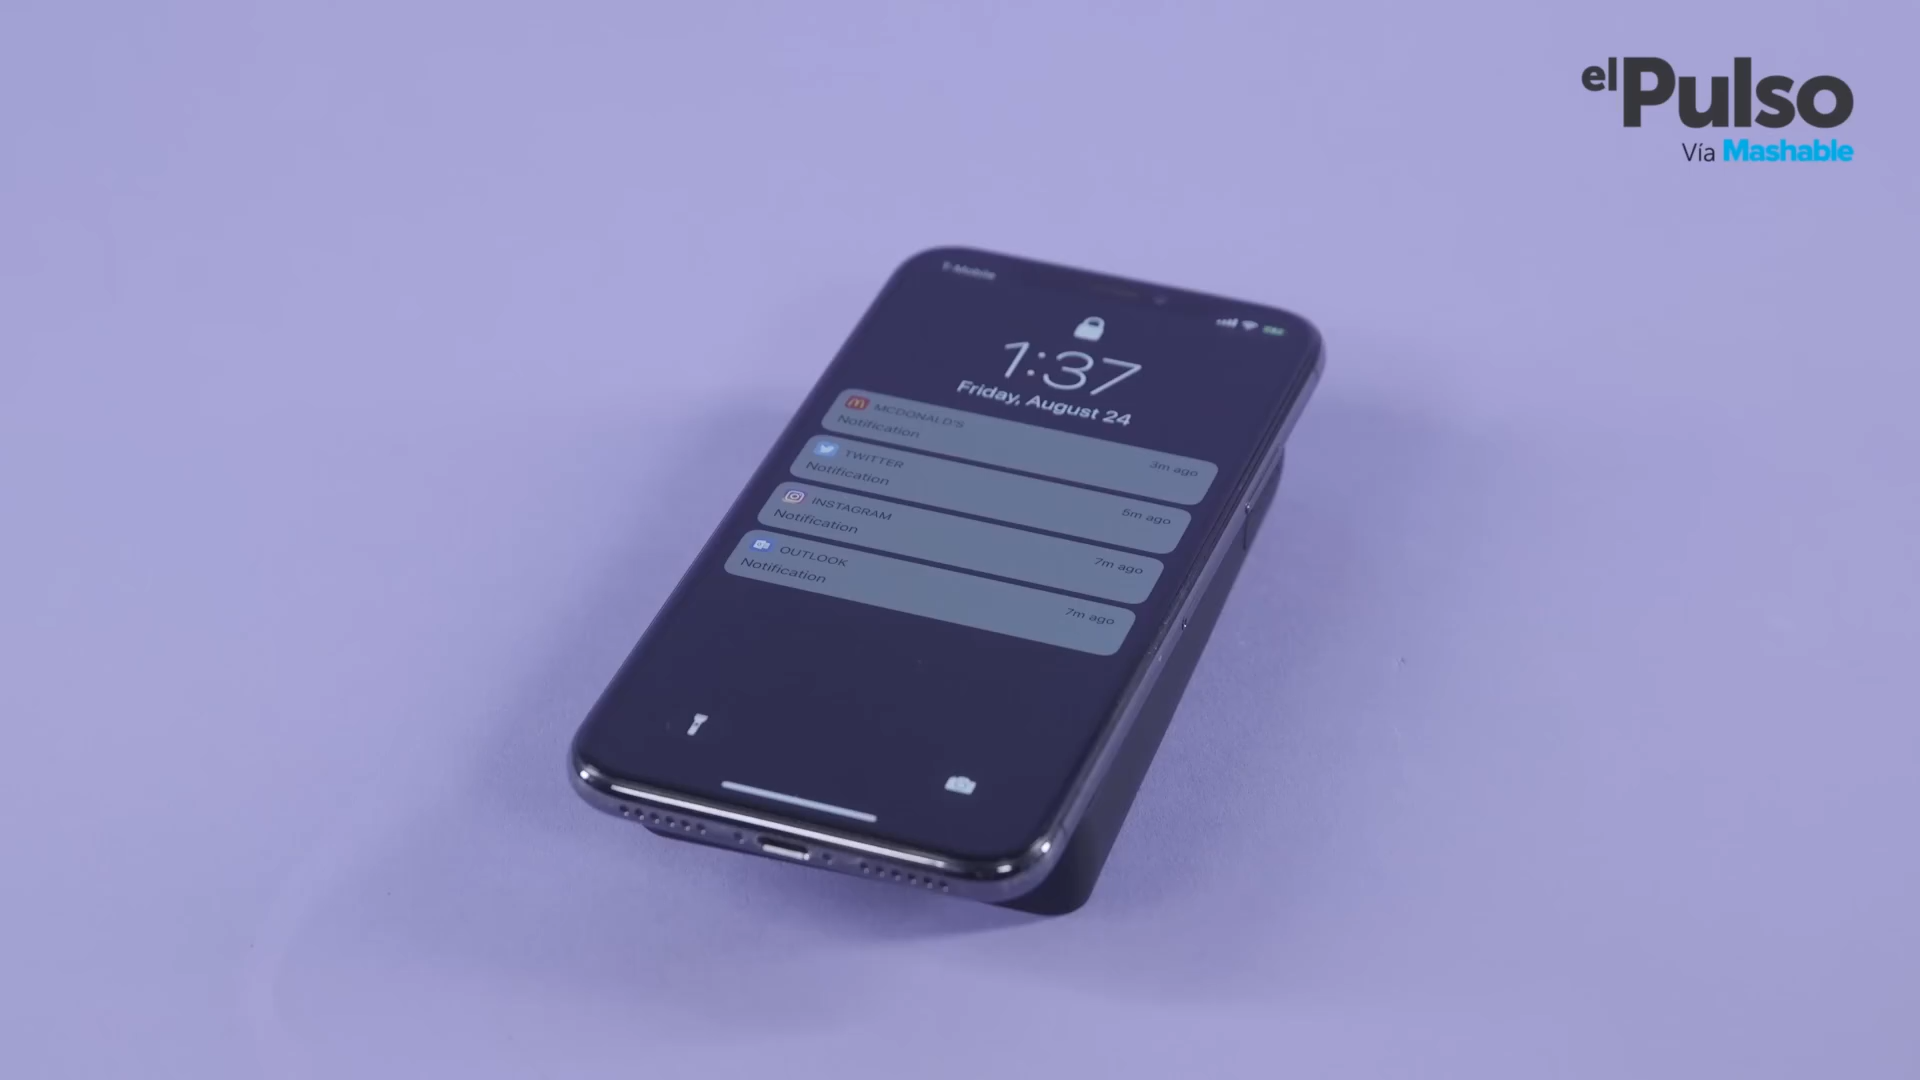 elPulso
Vía Mashable
T-Mobile
1:37
Friday, August 24
MCDONALD'S
3m ago
Notification
TWITTER
5m ago
Notification
INSTAGRAM
7m ago
Notification
OUTLOOK
7m ago
Notification